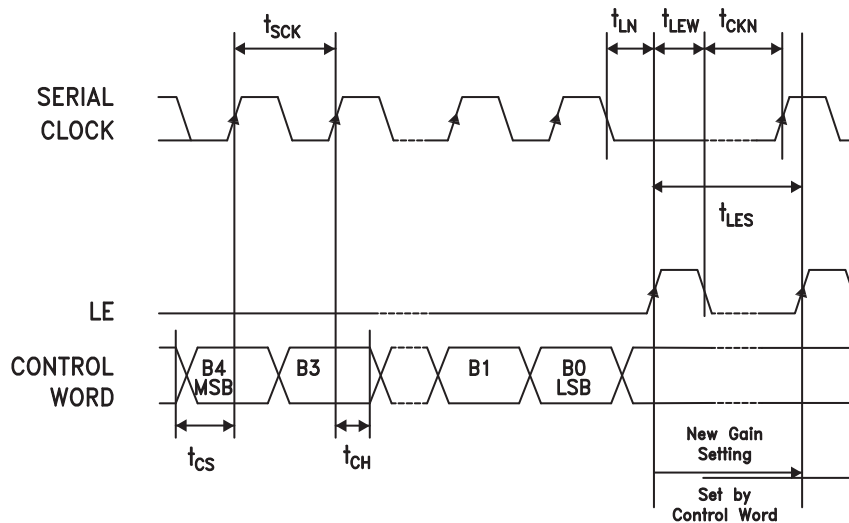 tSCK
tLN
tLEW
tCKN
SERIAL
CLOCK
tLES
LE
CONTROL
WORD
B4
MSB
B3
B1
B0
LSB
tCS
tCH
New Gain
Setting
Set by
Control Word